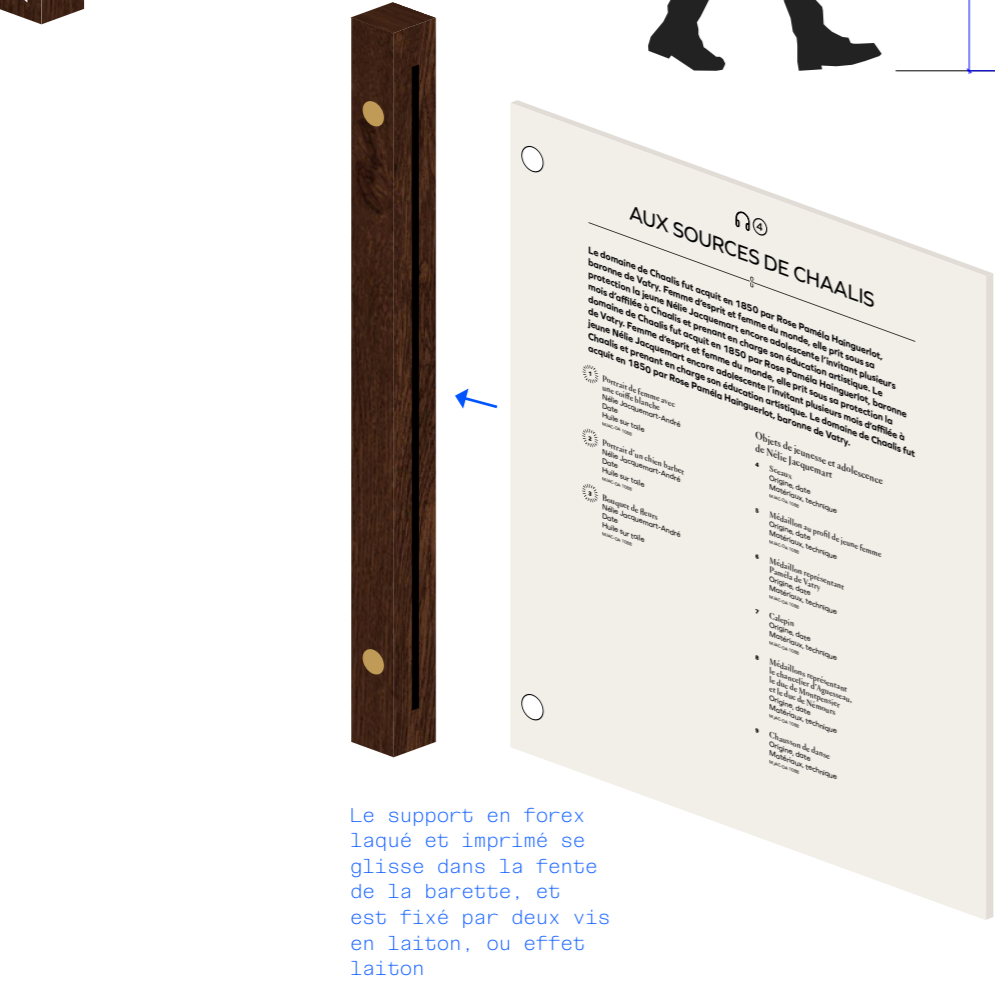 4
AUX SOURCES DE CHAALIS
Le domaine de Chaalis fut acquit en 1850 par Rose Paméla Hainguerlot,
baronne de Vatry. Femme d'esprit et femme du monde, elle prit sous sa
protection la jeune Nélie Jacquemart encore adolescente l'invitant plusieurs
mois d'affilée à Chaalis et prenant en charge son éducation artistique. Le
domaine de Chaalis fut acquit en 1850 par Rose Paméla Hainguerlot, baronne
de Vatry. Femme d'esprit et femme du monde, elle prit sous sa protection la
jeune Nélie Jacquemart encore adolescente l'invitant plusieurs mois d'affilée à
Chaalis et prenant en charge son éducation artistique. Le domaine de Chaalis fut
acquit en 1850 par Rose Paméla Hainguerlot, baronne de Vatry.
1
Portrait de femme avec
une coiffe blanche
Nélie Jacquemart-André
Date
Huile sur toile
2
Portrait d'un chien barbet
Nélie Jacquemart-André
Date
Huile sur toile
3
Bouquet de fleurs
Nélie Jacquemart-André
Date
Huile sur toile
Objets de jeunesse et adolescence
de Nélie Jacquemart
4 Sceaux
Origine, date
Matériaux, technique
5 Médaillon au profil de jeune femme
Origine, date
Matériaux, technique
6 Médaillon représentant
Paméla de Vatry
Origine, date
Matériaux, technique
7 Calepin
Origine, date
Matériaux, technique
8 Médaillons représentant
le chancelier d'Aguesseau,
le duc de Montpensier
et le duc de Némours
Origine, date
Matériaux, technique
9 Chausson de danse
Origine, date
Matériaux, technique
Le support en forex
laqué et imprimé se
glisse dans la fente
de la barette, et
est fixé par deux vis
en laiton, ou effet
laiton